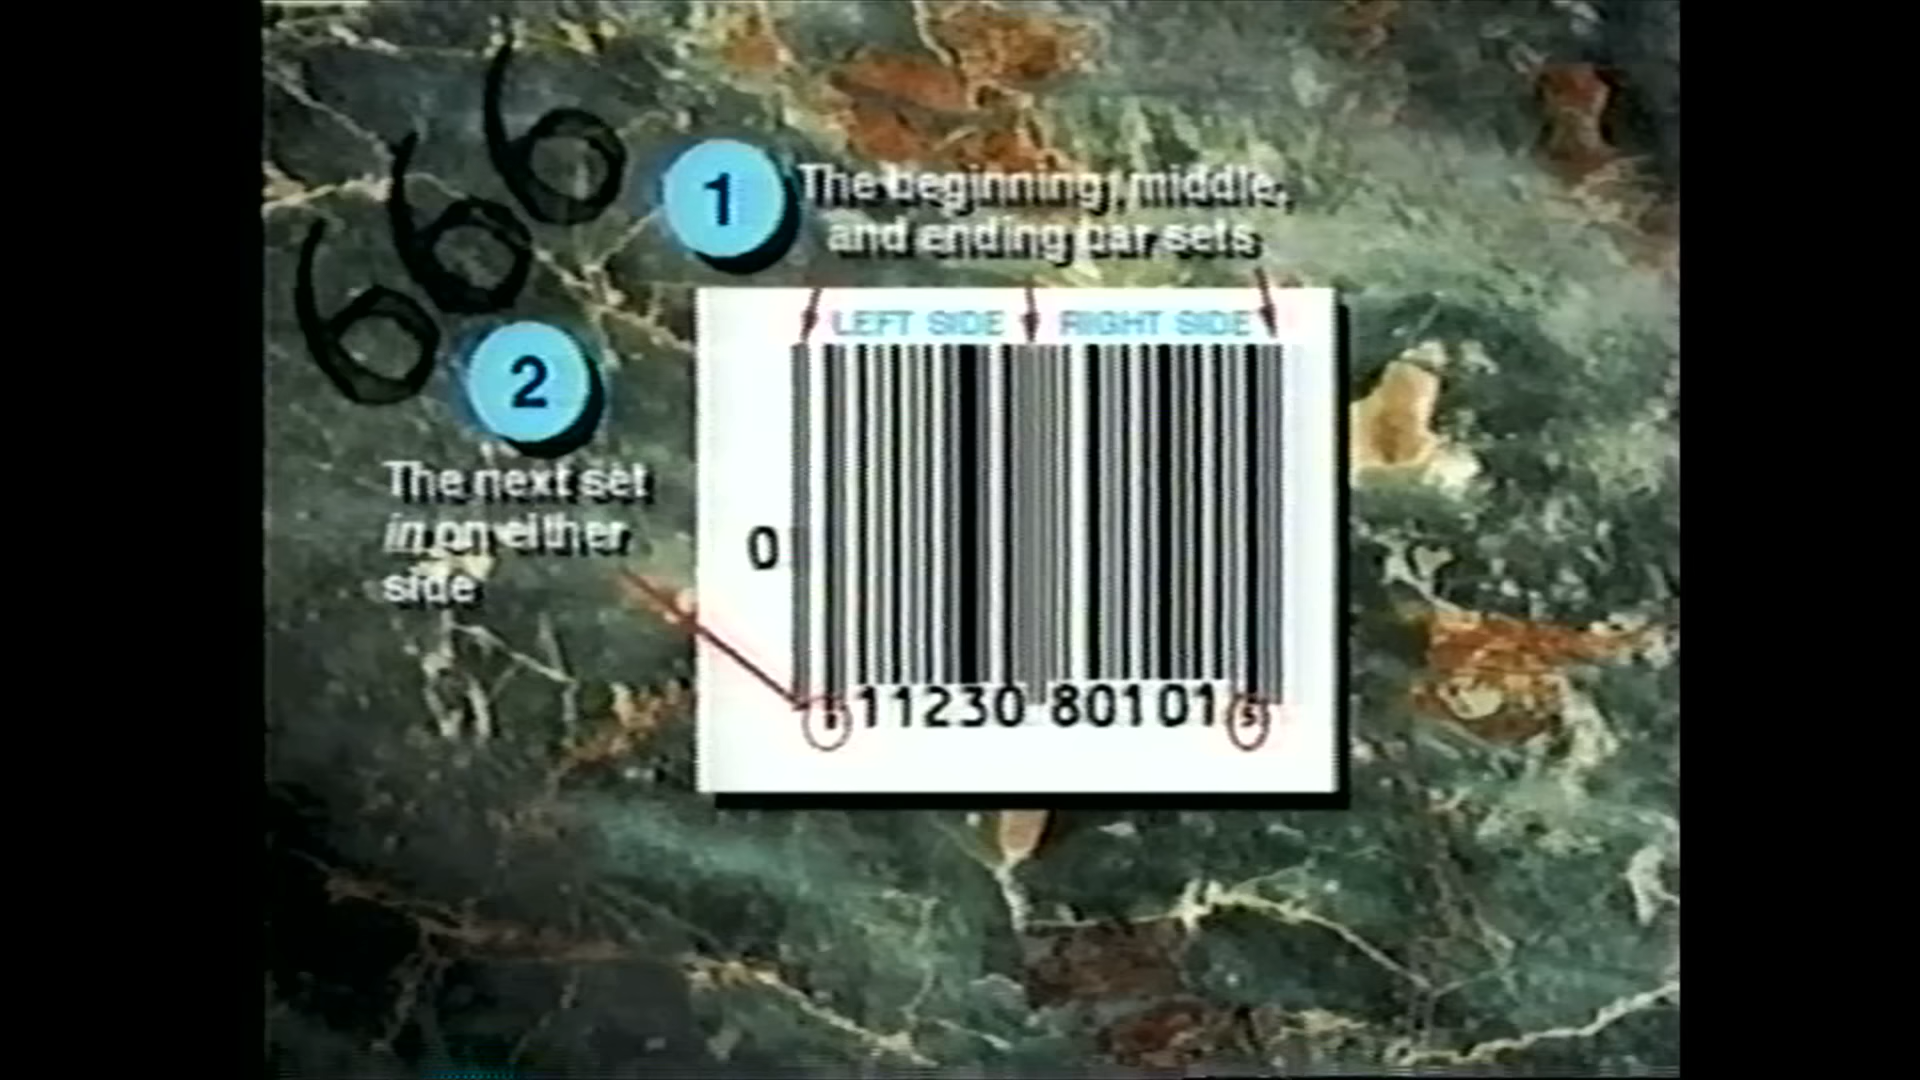 666
1
The beginning, middle,
and ending bar sets
2
The next set
in on either
side
LEFT SIDE RIGHT SIDE
0
11230 80101 5